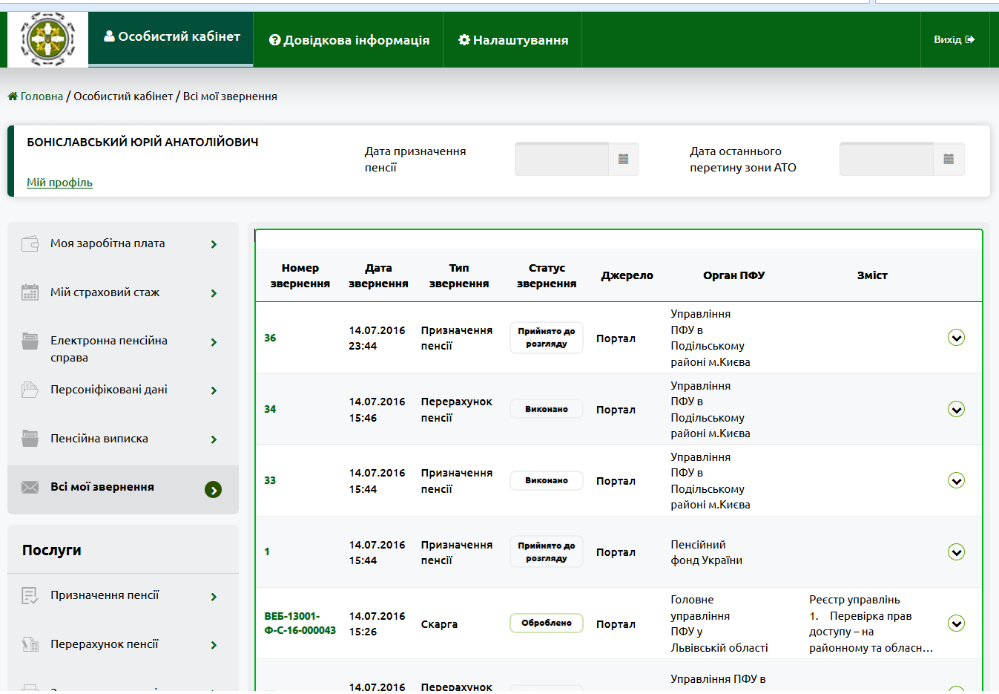 Особистий кабінет
Довідкова інформація
Налаштування
Вихід
Головна / Особистий кабінет / Всі мої звернення
БОНІСЛАВСЬКИЙ ЮРІЙ АНАТОЛІЙОВИЧ
Мій профіль
Дата призначення
пенсії
Дата останнього
перетину зони АТО
Моя заробітна плата
Мій страховий стаж
Електронна пенсійна
справа
Персоніфіковані дані
Пенсійна виписка
Всі мої звернення
Послуги
Призначення пенсії
Перерахунок пенсії
Номер
звернення
Дата
звернення
Тип
звернення
Статус
звернення
Джерело
Орган ПФУ
Зміст
36
14.07.2016
23:44
Призначення
пенсії
Прийнято до
розгляду
Портал
Управління
ПФУ в
Подільському
районі м.Києва
34
14.07.2016
15:46
Перерахунок
пенсії
Виконано
Портал
Управління
ПФУ в
Подільському
районі м.Києва
33
14.07.2016
15:44
Призначення
пенсії
Виконано
Портал
Управління
ПФУ в
Подільському
районі м.Києва
1
14.07.2016
15:44
Призначення
пенсії
Прийнято до
розгляду
Портал
Пенсійний
фонд України
ВЕБ-13001-
Ф-С-16-000043
14.07.2016
15:26
Скарга
Оброблено
Портал
Головне
управління
ПФУ у
Львівській області
Реєстр управлінь
1. Перевірка прав
доступу – на
районному та обласн...
14.07.2016
Перерахунок
Управління ПФУ в